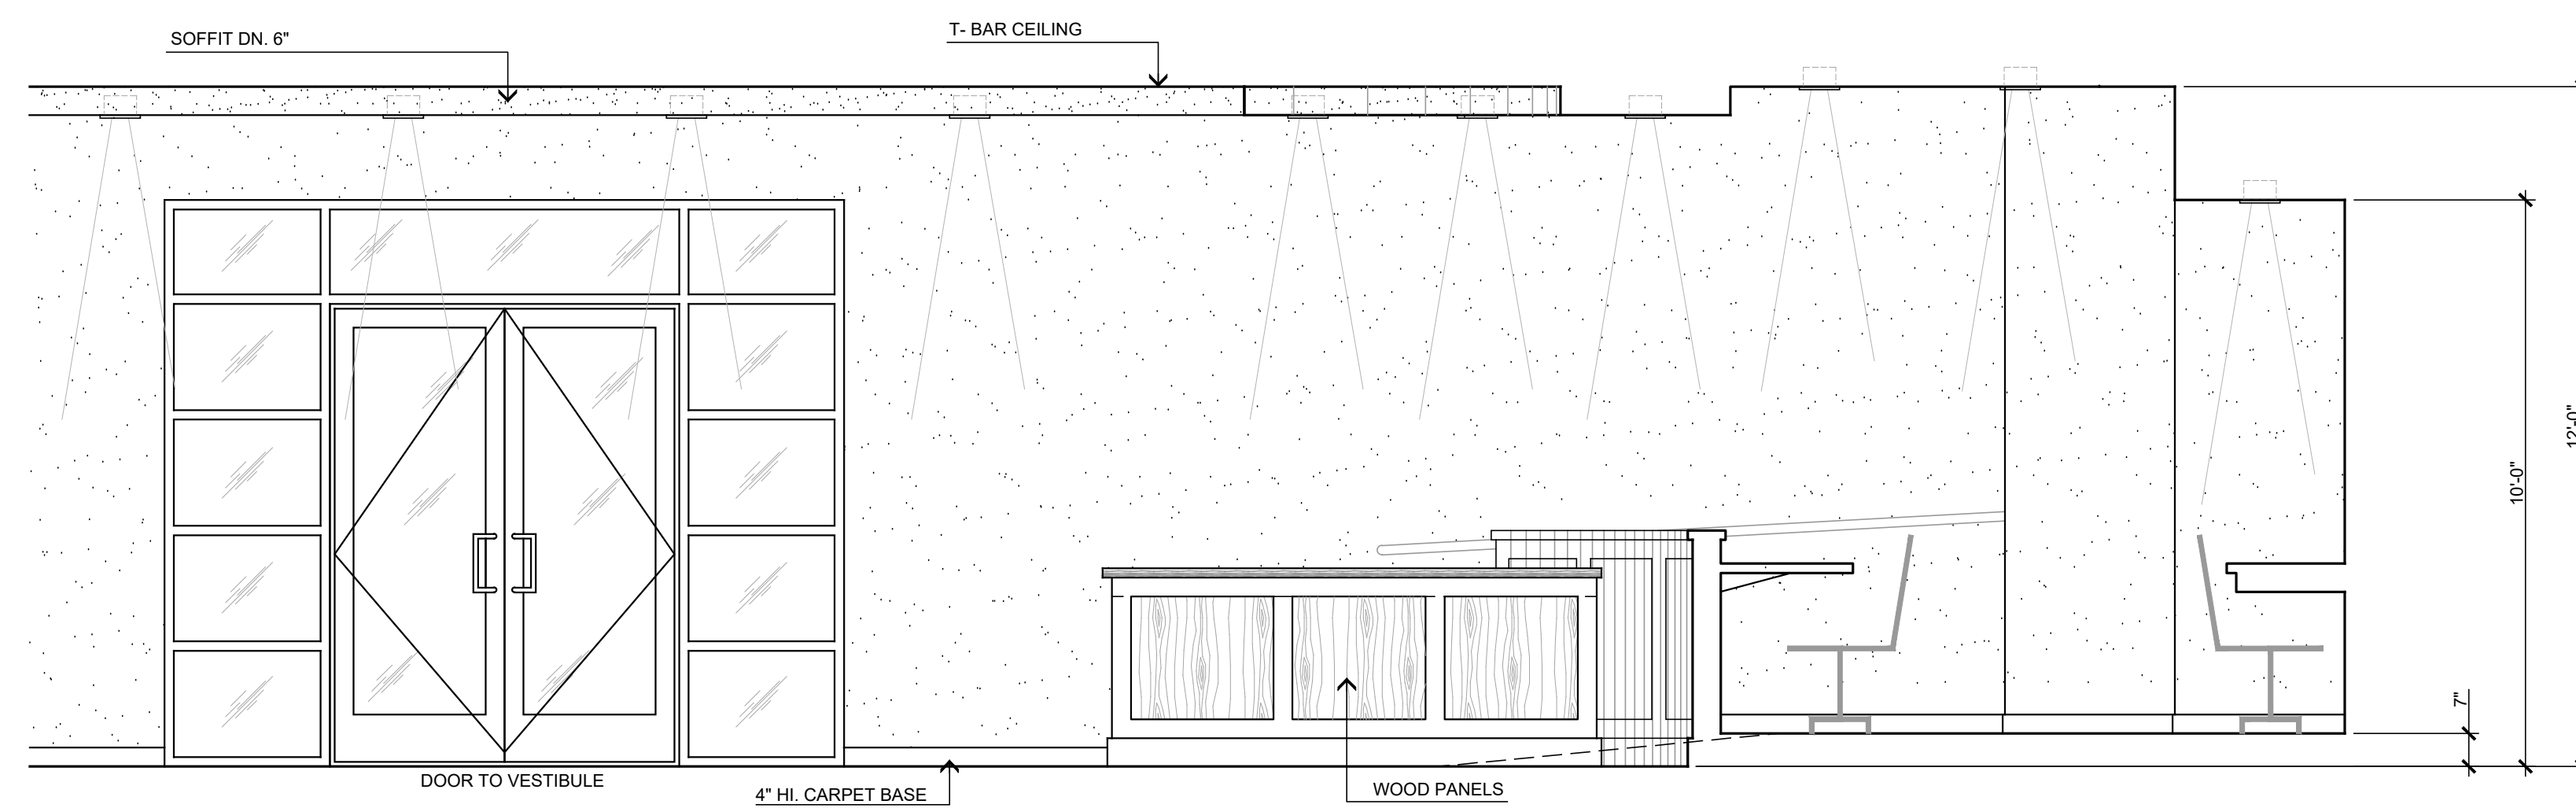 SOFFIT DN. 6"
T- BAR CEILING
12'-0"
10'-0"
7"
DOOR TO VESTIBULE
4" HI. CARPET BASE
WOOD PANELS